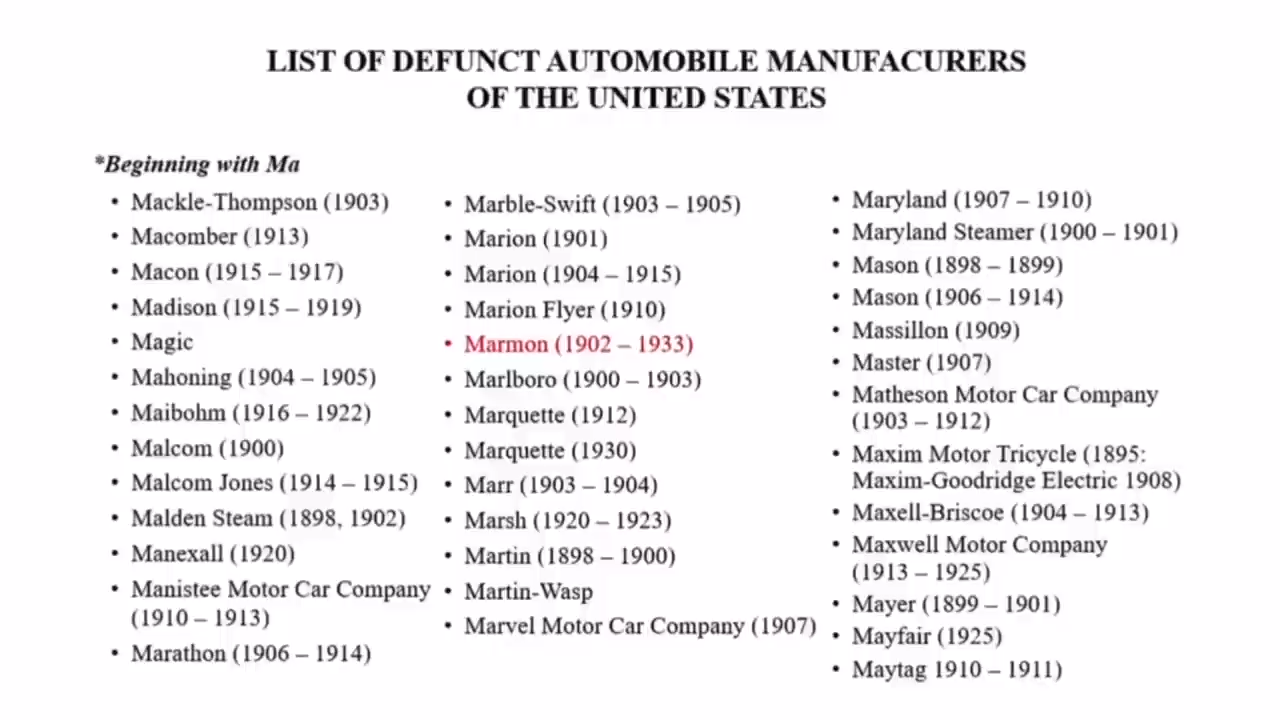 LIST OF DEFUNCT AUTOMOBILE MANUFACURERS
OF THE UNITED STATES
*Beginning with Ma
• Mackle-Thompson (1903)
• Macomber (1913)
• Macon (1915 – 1917)
• Madison (1915 – 1919)
• Magic
• Mahoning (1904 – 1905)
• Maibohm (1916 – 1922)
• Malcom (1900)
• Malcom Jones (1914 – 1915)
• Malden Steam (1898, 1902)
• Manexall (1920)
• Manistee Motor Car Company
(1910 – 1913)
• Marathon (1906 – 1914)
• Marble-Swift (1903 – 1905)
• Marion (1901)
• Marion (1904 – 1915)
• Marion Flyer (1910)
• Marmon (1902 – 1933)
• Marlboro (1900 – 1903)
• Marquette (1912)
• Marquette (1930)
• Marr (1903 – 1904)
• Marsh (1920 – 1923)
• Martin (1898 – 1900)
• Martin-Wasp
• Marvel Motor Car Company (1907)
• Maryland (1907 – 1910)
• Maryland Steamer (1900 – 1901)
• Mason (1898 – 1899)
• Mason (1906 – 1914)
• Massillon (1909)
• Master (1907)
• Matheson Motor Car Company
(1903 – 1912)
• Maxim Motor Tricycle (1895:
Maxim-Goodridge Electric 1908)
• Maxell-Briscoe (1904 – 1913)
• Maxwell Motor Company
(1913 – 1925)
• Mayer (1899 – 1901)
• Mayfair (1925)
• Maytag 1910 – 1911)